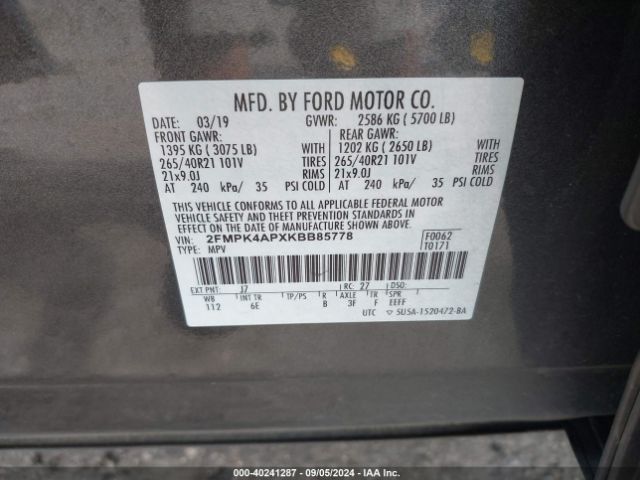 MFD. BY FORD MOTOR CO.
DATE: 03/19 GVWR: 2586 KG ( 5700 LB)
FRONT GAWR: REAR GAWR:
1395 KG ( 3075 LB) WITH 1202 KG ( 2650 LB) WITH
265/40R21 101V TIRES 265/40R21 101V TIRES
21x9.0J RIMS 21x9.0J RIMS
AT 240 kPa/ 35 PSI COLD AT 240 kPa/ 35 PSI COLD
THIS VEHICLE CONFORMS TO ALL APPLICABLE FEDERAL MOTOR
VEHICLE SAFETY AND THEFT PREVENTION STANDARDS IN
EFFECT ON THE DATE OF MANUFACTURE SHOWN ABOVE.
VIN: 2FMPK4APXKBB85778 F0062
TYPE: MPV T0171
EXT PNT: J7 RC: 27 DSO:
WB INT TR TP/PS R AXLE TR SPR
112 6E B 3F F EEFF
UTC 5U5A-1520472-BA
000-40241287 - 09/05/2024 - IAA Inc.